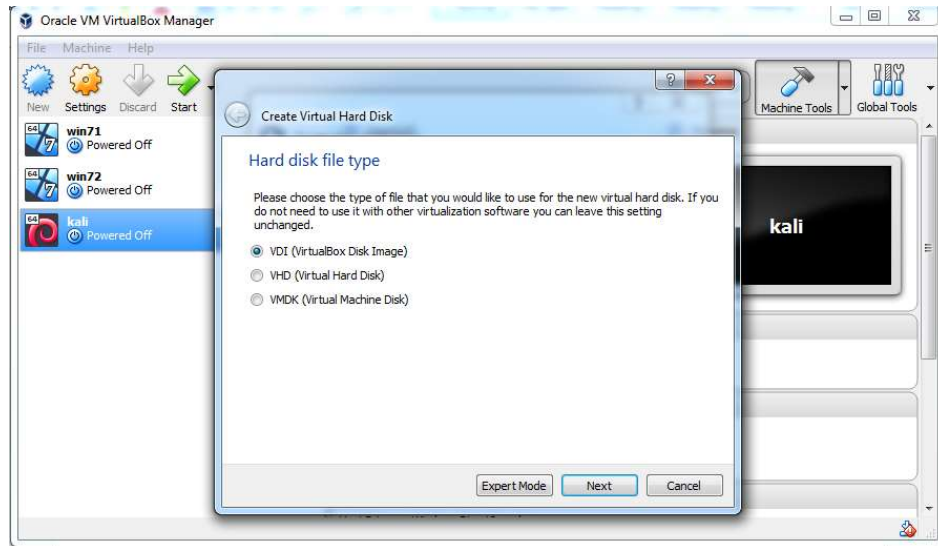 Oracle VM VirtualBox Manager
File Machine Help
New Settings Discard Start Machine Tools Global Tools
64 win71
Powered Off
64 win72
Powered Off
64 kali
Powered Off
Create Virtual Hard Disk
Hard disk file type
Please choose the type of file that you would like to use for the new virtual hard disk. If you
do not need to use it with other virtualization software you can leave this setting
unchanged.
VDI (VirtualBox Disk Image)
VHD (Virtual Hard Disk)
VMDK (Virtual Machine Disk)
Expert Mode Next Cancel
kali